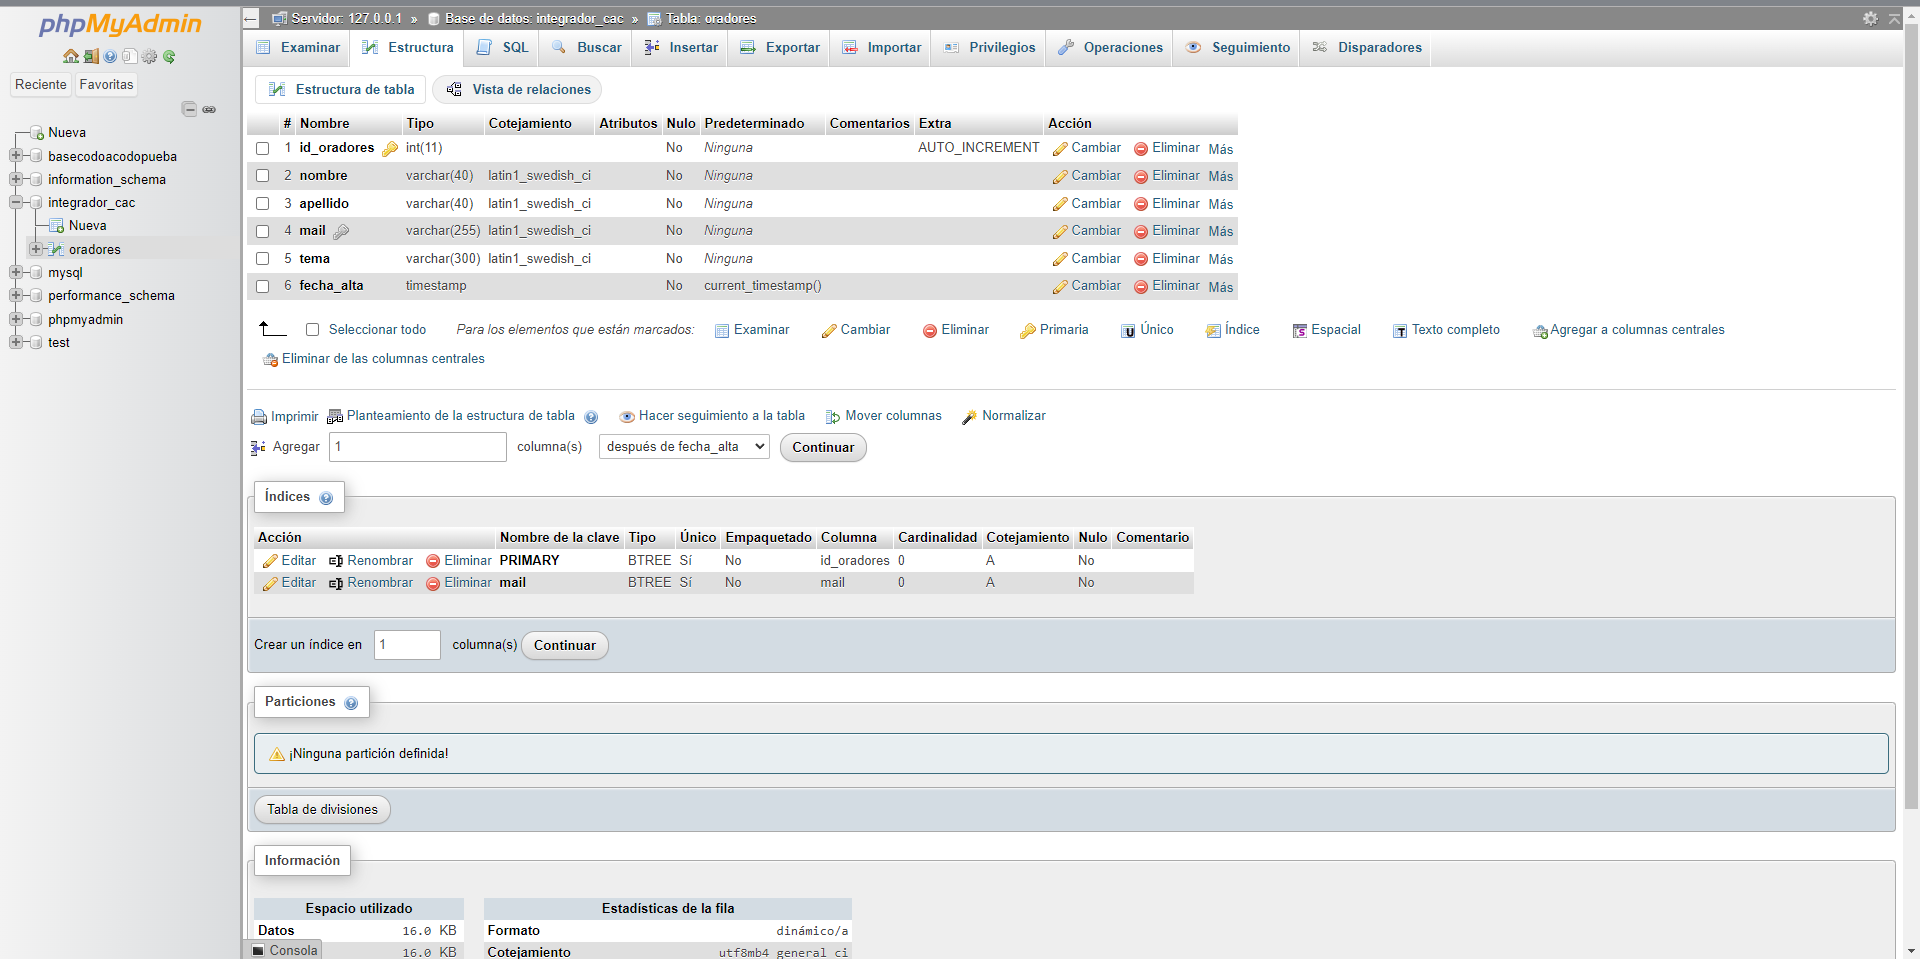 phpMyAdmin
Reciente Favoritas
Nueva
basecodoacodopueba
information_schema
integrador_cac
Nueva
oradores
mysql
performance_schema
phpmyadmin
test
Servidor: 127.0.0.1 » Base de datos: integrador_cac » Tabla: oradores
Examinar Estructura SQL Buscar Insertar Exportar Importar Privilegios Operaciones Seguimiento Disparadores
Estructura de tabla Vista de relaciones
# Nombre Tipo Cotejamiento Atributos Nulo Predeterminado Comentarios Extra Acción
1 id_oradores int(11) No Ninguna AUTO_INCREMENT Cambiar Eliminar Más
2 nombre varchar(40) latin1_swedish_ci No Ninguna Cambiar Eliminar Más
3 apellido varchar(40) latin1_swedish_ci No Ninguna Cambiar Eliminar Más
4 mail varchar(255) latin1_swedish_ci No Ninguna Cambiar Eliminar Más
5 tema varchar(300) latin1_swedish_ci No Ninguna Cambiar Eliminar Más
6 fecha_alta timestamp No current_timestamp() Cambiar Eliminar Más
Seleccionar todo Para los elementos que están marcados: Examinar Cambiar Eliminar Primaria Único Índice Espacial Texto completo Agregar a columnas centrales
Eliminar de las columnas centrales
Imprimir Planteamiento de la estructura de tabla Hacer seguimiento a la tabla Mover columnas Normalizar
Agregar 1 columna(s) después de fecha_alta Continuar
Índices
Acción Nombre de la clave Tipo Único Empaquetado Columna Cardinalidad Cotejamiento Nulo Comentario
Editar Renombrar Eliminar PRIMARY BTREE Sí No id_oradores 0 A No
Editar Renombrar Eliminar mail BTREE Sí No mail 0 A No
Crear un índice en 1 columna(s) Continuar
Particiones
¡Ninguna partición definida!
Tabla de divisiones
Información
Espacio utilizado Estadísticas de la fila
Datos 16.0 KB Formato dinámico/a
Consola 16.0 KB Cotejamiento utf8mb4_general_ci